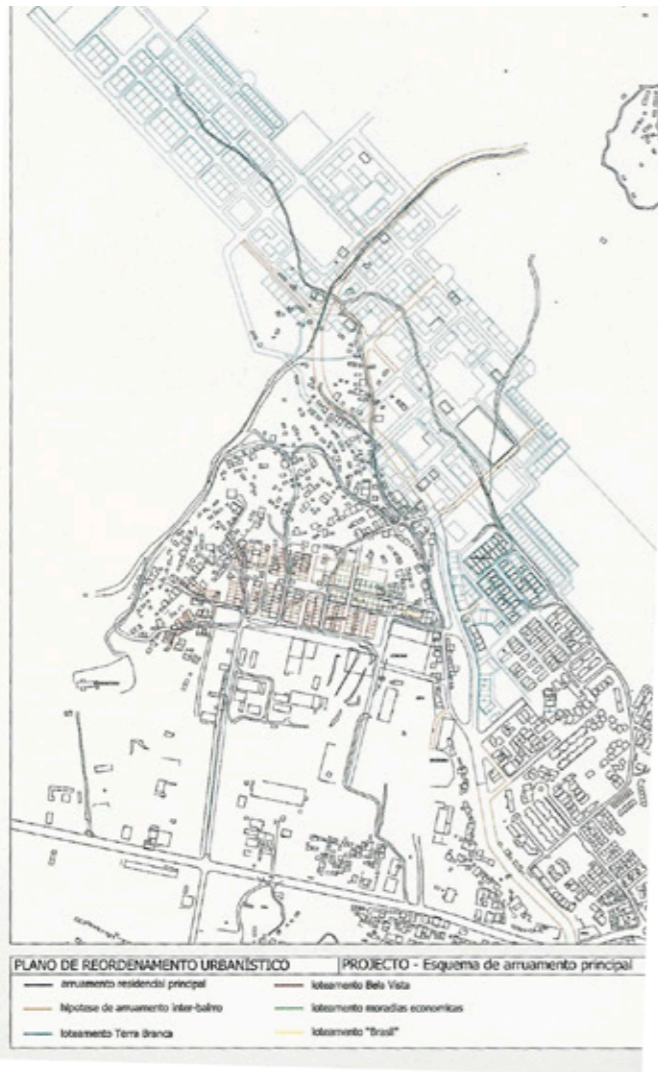 PLANO DE REORDENAMENTO URBANÍSTICO
PROJECTO - Esquema de arruamento principal
arruamento residencial principal
hipotese de arruamento inter-bairro
loteamento Terra Branca
loteamento Bela Vista
loteamento moradias economicas
loteamento "Brasil"